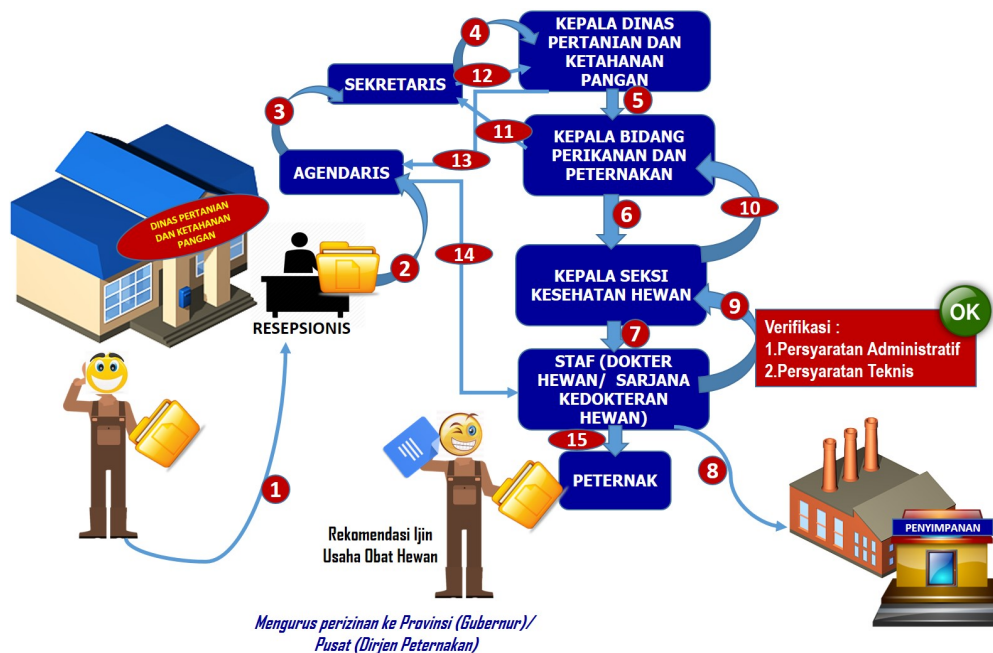 KEPALA DINAS
PERTANIAN DAN
KETAHANAN
PANGAN
4
12
SEKRETARIS
5
3
11
KEPALA BIDANG
PERIKANAN DAN
PETERNAKAN
13
AGENDARIS
DINAS PERTANIAN
DAN KETAHANAN
PANGAN
6
10
2
14
RESEPSIONIS
KEPALA SEKSI
KESEHATAN HEWAN
9
OK
Verifikasi :
1.Persyaratan Administratif
2.Persyaratan Teknis
7
STAF (DOKTER
HEWAN/ SARJANA
KEDOKTERAN
HEWAN)
15
8
PETERNAK
1
Rekomendasi Ijin
Usaha Obat Hewan
PENYIMPANAN
Mengurus perizinan ke Provinsi (Gubernur)/
Pusat (Dirjen Peternakan)